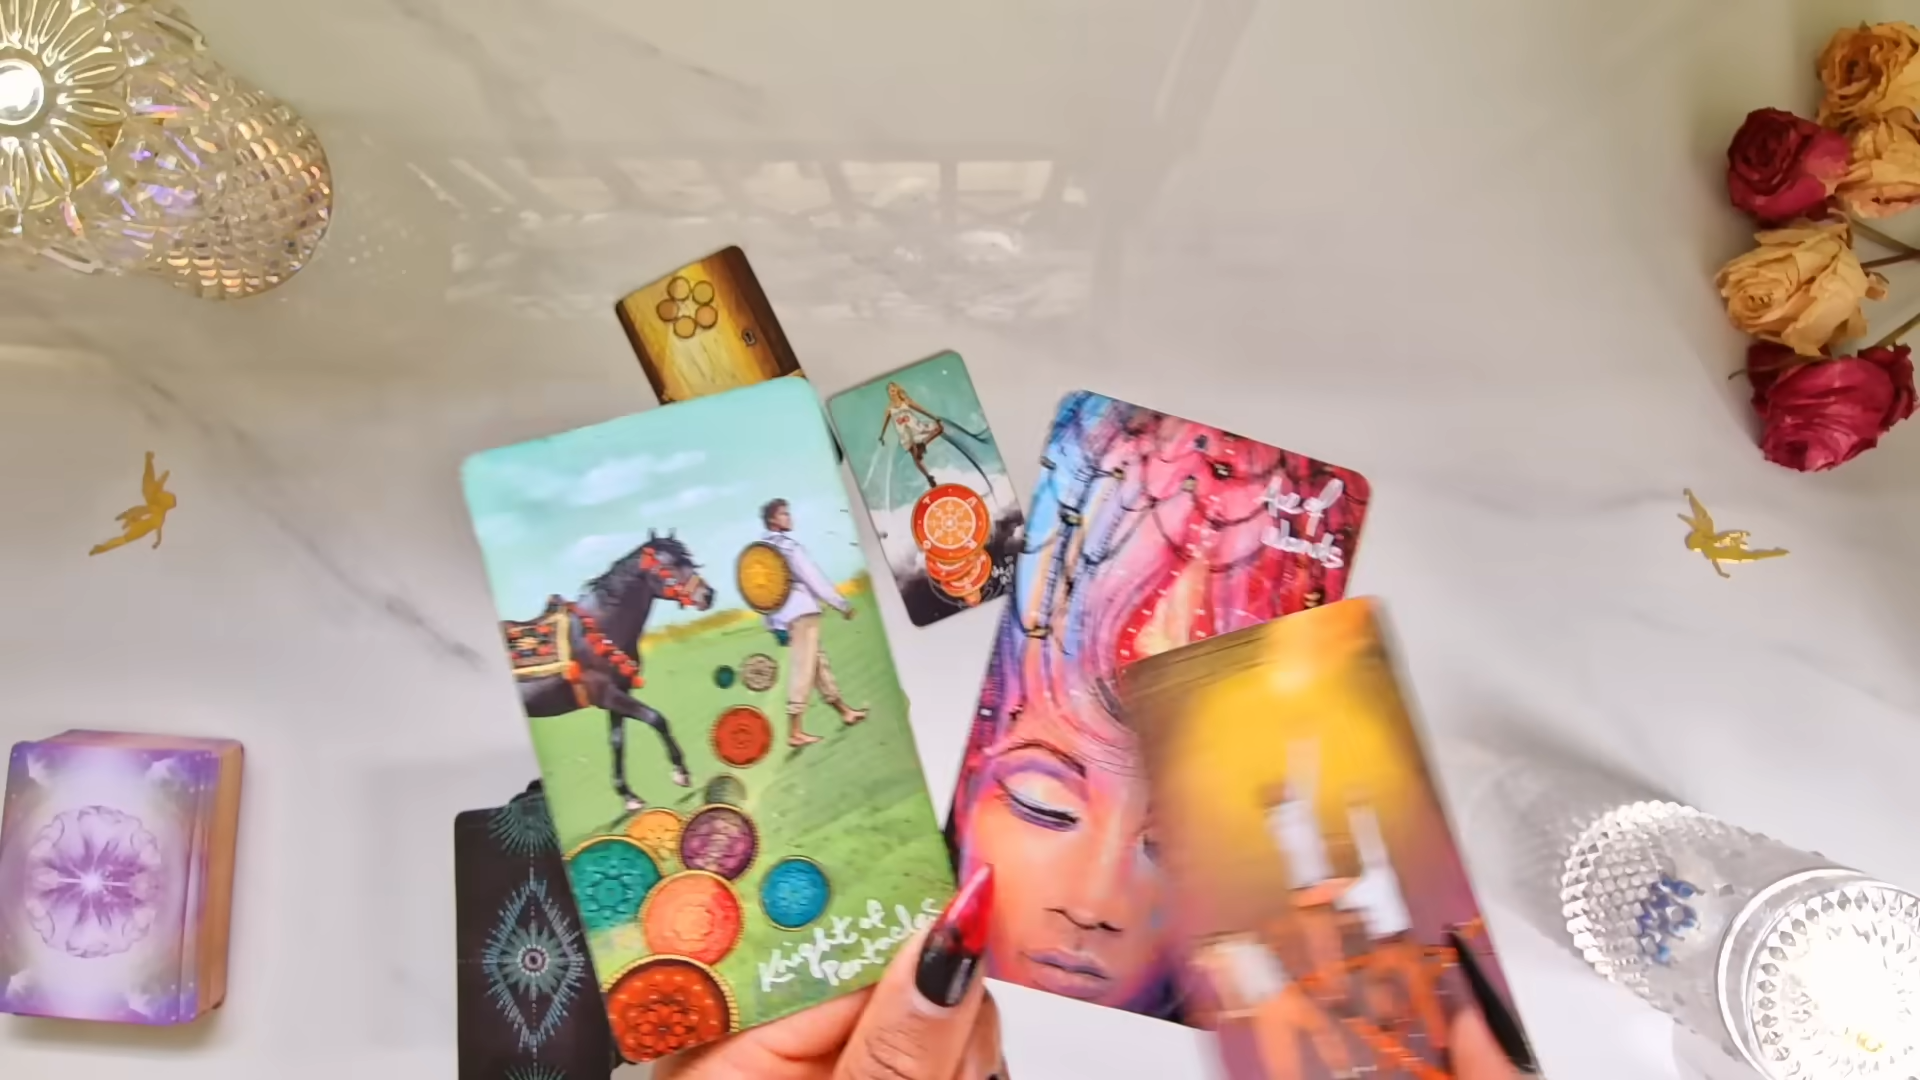 Ace of
Wands
Knight of
Pentacles